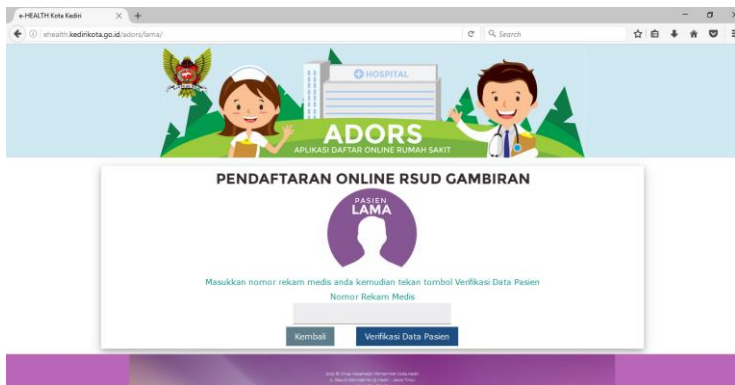 e-HEALTH Kota Kediri
ehealth.kedirikota.go.id/adors/lama/
Search
HOSPITAL
ADORS
APLIKASI DAFTAR ONLINE RUMAH SAKIT
PENDAFTARAN ONLINE RSUD GAMBIRAN
PASIEN
LAMA
Masukkan nomor rekam medis anda kemudian tekan tombol Verifikasi Data Pasien
Nomor Rekam Medis
Kembali Verifikasi Data Pasien